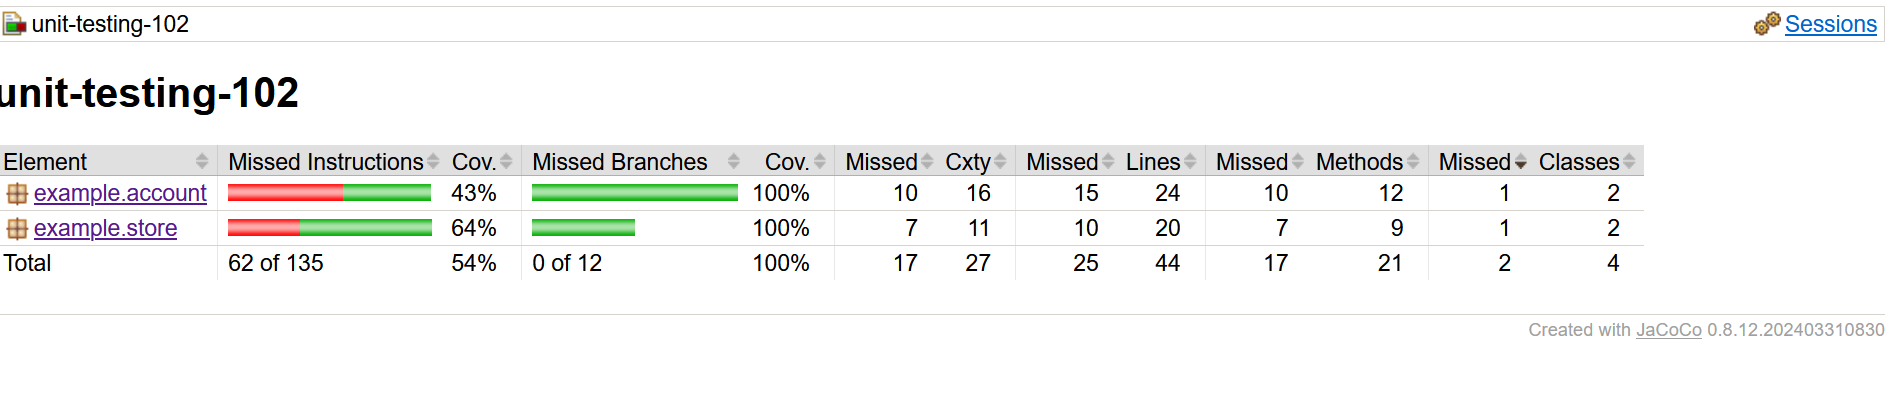 unit-testing-102 Sessions
unit-testing-102
Element Missed Instructions Cov. Missed Branches Cov. Missed Cxty Missed Lines Missed Methods Missed Classes
example.account 43% 100% 10 16 15 24 10 12 1 2
example.store 64% 100% 7 11 10 20 7 9 1 2
Total 62 of 135 54% 0 of 12 100% 17 27 25 44 17 21 2 4
Created with JaCoCo 0.8.12.202403310830